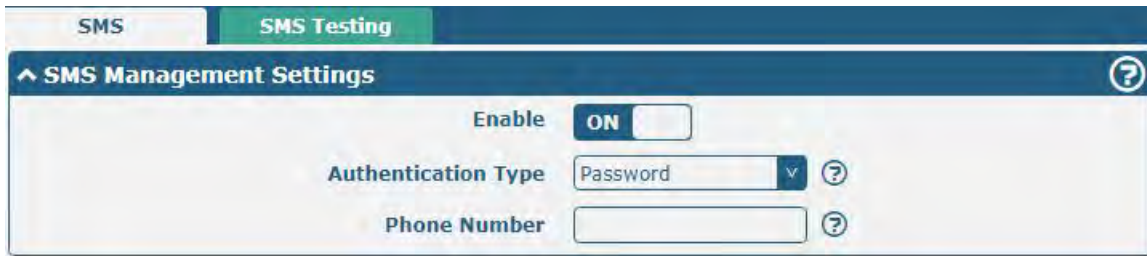 SMS
SMS Testing
SMS Management Settings
?
Enable
ON
Authentication Type
Password
v
?
Phone Number
?